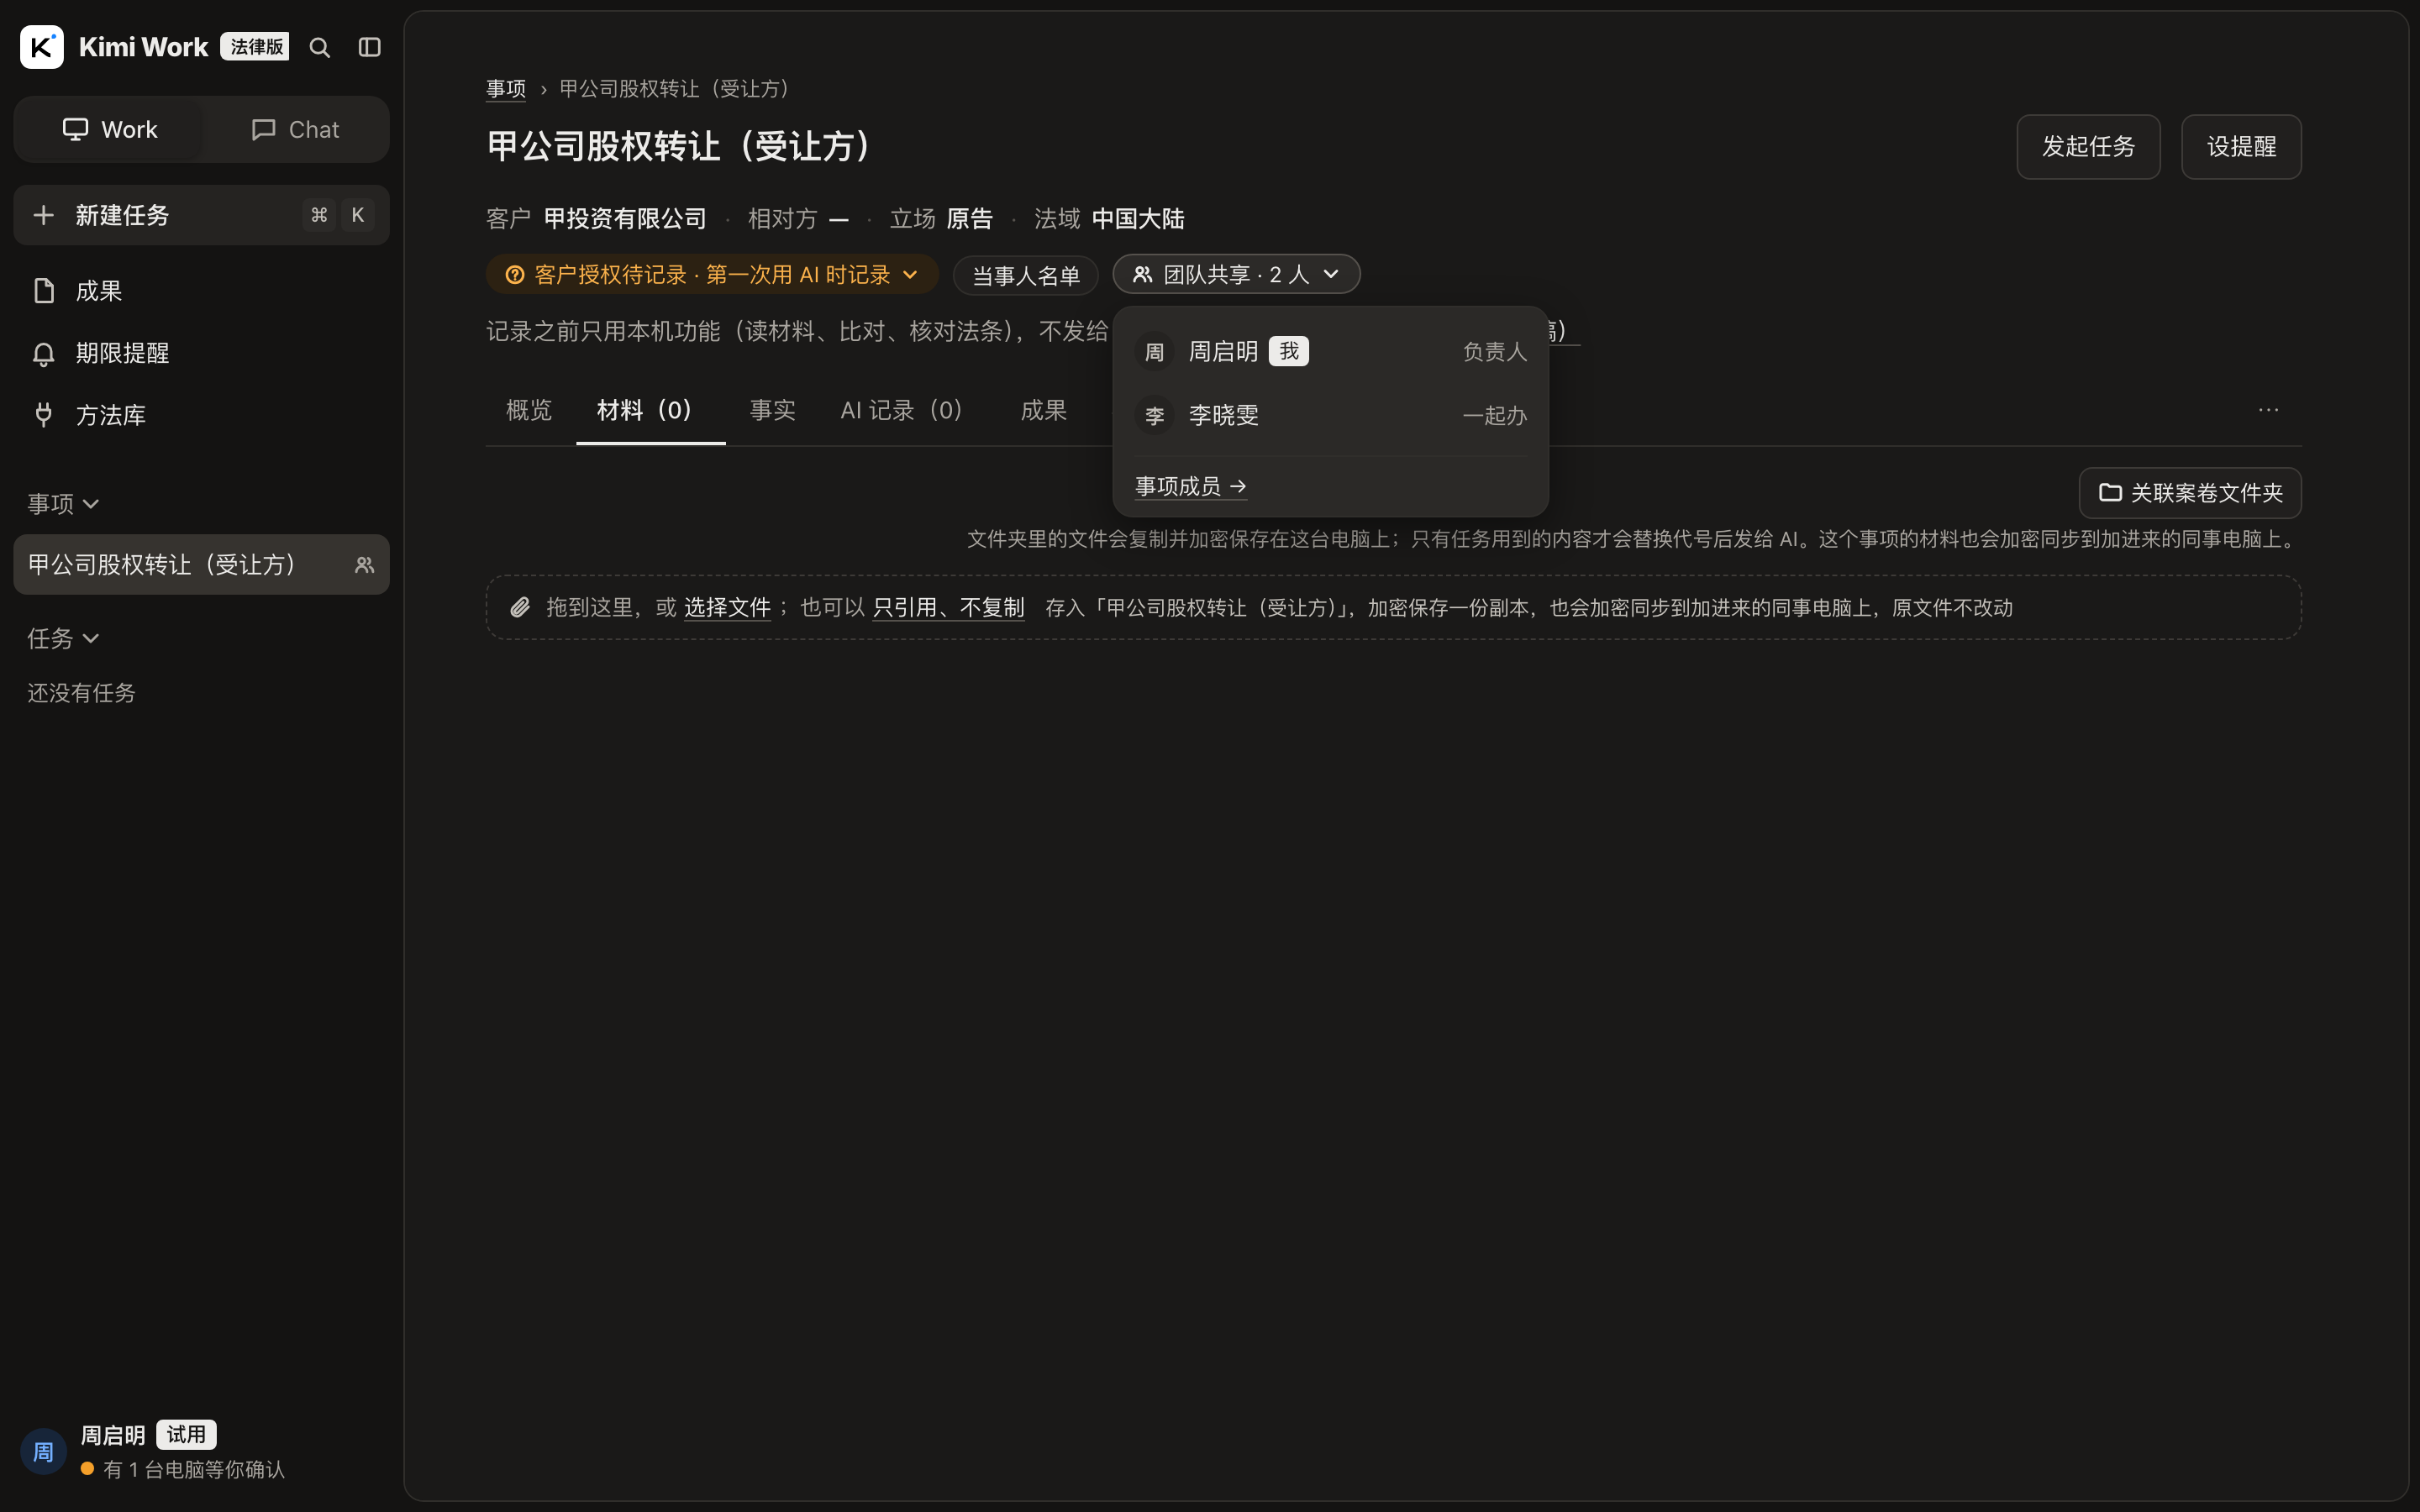 Kimi Work 法律版
Work Chat
新建任务 ⌘ K
成果
期限提醒
方法库
事项
甲公司股权转让（受让方）
任务
还没有任务
周 周启明 试用
有 1 台电脑等你确认
事项 › 甲公司股权转让（受让方）
甲公司股权转让（受让方）
发起任务 设提醒
客户 甲投资有限公司 · 相对方 — · 立场 原告 · 法域 中国大陆
客户授权待记录 · 第一次用 AI 时记录 当事人名单 团队共享 · 2 人
记录之前只用本机功能（读材料、比对、核对法条），不发给
周 周启明 我 负责人
李 李晓雯 一起办
事项成员 →
概览 材料（0） 事实 AI 记录（0） 成果 ···
关联案卷文件夹
文件夹里的文件会复制并加密保存在这台电脑上；只有任务用到的内容才会替换代号后发给 AI。这个事项的材料也会加密同步到加进来的同事电脑上。
拖到这里，或 选择文件 ；也可以 只引用、不复制 存入「甲公司股权转让（受让方）」，加密保存一份副本，也会加密同步到加进来的同事电脑上，原文件不改动